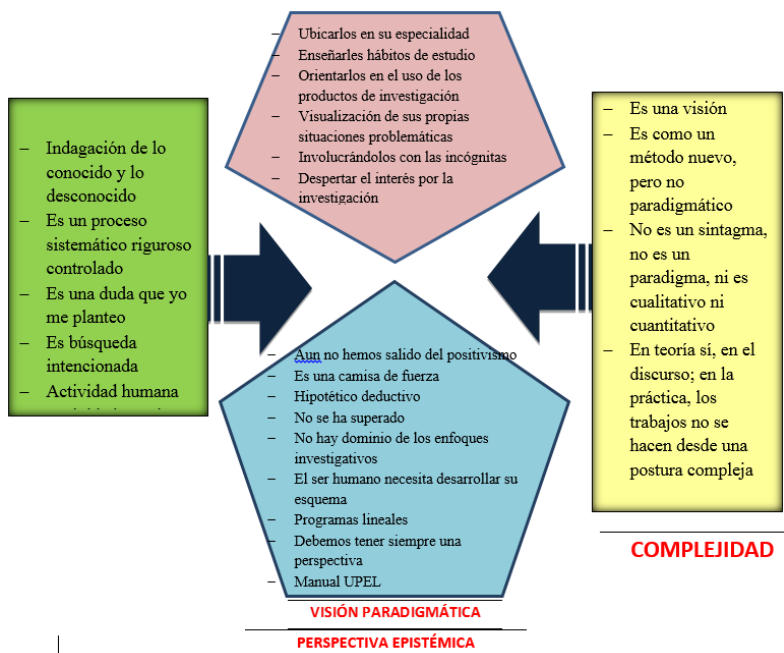 – Ubicarlos en su especialidad
– Enseñarles hábitos de estudio
– Orientarlos en el uso de los
productos de investigación
– Visualización de sus propias
situaciones problemáticas
– Involucrándolos con las incógnitas
– Despertar el interés por la
investigación
– Indagación de lo
conocido y lo
desconocido
– Es un proceso
sistemático riguroso
controlado
– Es una duda que yo
me planteo
– Es búsqueda
intencionada
– Actividad humana
– Es una visión
– Es como un
método nuevo,
pero no
paradigmático
– No es un sintagma,
no es un
paradigma, ni es
cualitativo ni
cuantitativo
– En teoría sí, en el
discurso; en la
práctica, los
trabajos no se
hacen desde una
postura compleja
– Aun no hemos salido del positivismo
– Es una camisa de fuerza
– Hipotético deductivo
– No se ha superado
– No hay dominio de los enfoques
investigativos
– El ser humano necesita desarrollar su
esquema
– Programas lineales
– Debemos tener siempre una
perspectiva
– Manual UPEL
COMPLEJIDAD
VISIÓN PARADIGMÁTICA
PERSPECTIVA EPISTÉMICA